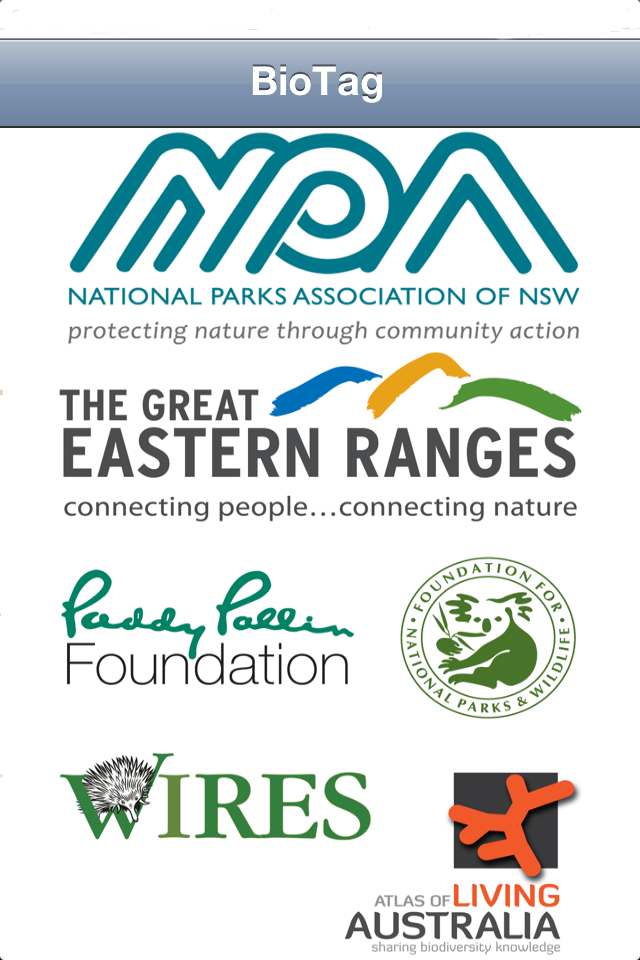 BioTag
NPA
NATIONAL PARKS ASSOCIATION OF NSW
protecting nature through community action
THE GREAT
EASTERN RANGES
connecting people...connecting nature
Paddy Pallin
Foundation
· FOUNDATION FOR ·
NATIONAL PARKS & WILDLIFE
WIRES
ATLAS OF LIVING
AUSTRALIA
sharing biodiversity knowledge